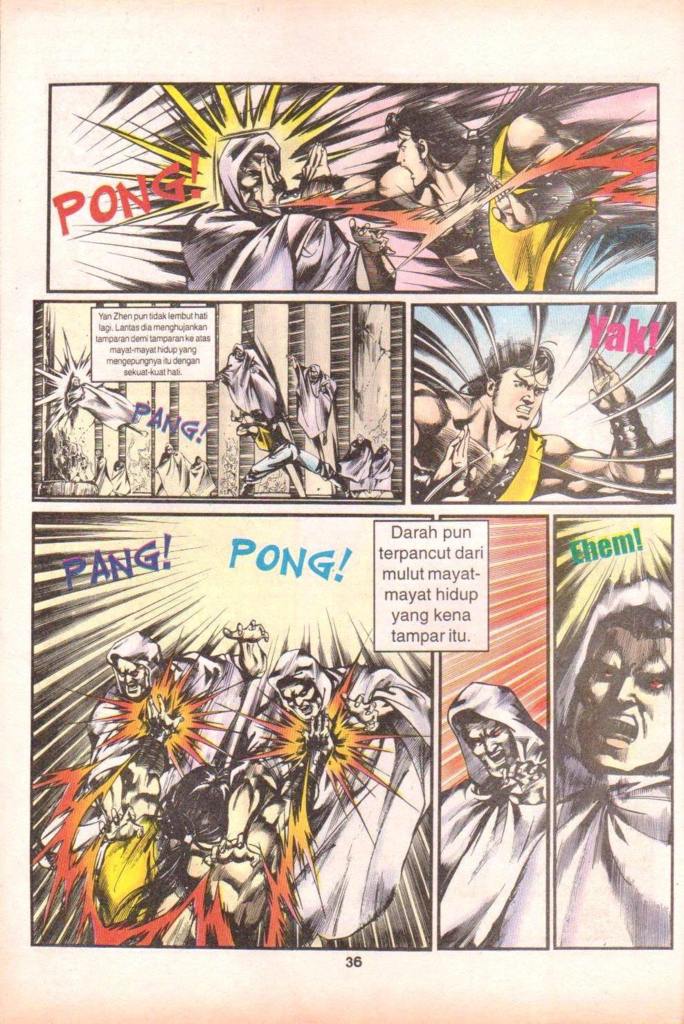 PONG!
Yan Zhen pun tidak lembut hati
lagi. Lantas dia menghujankan
tamparan demi tamparan ke atas
mayat-mayat hidup yang
mengepungnya itu dengan
sekuat-kuat hati.
PANG!
Yak!
PANG!
PONG!
Darah pun
terpancut dari
mulut mayat-
mayat hidup
yang kena
tampar itu.
Ehem!
36